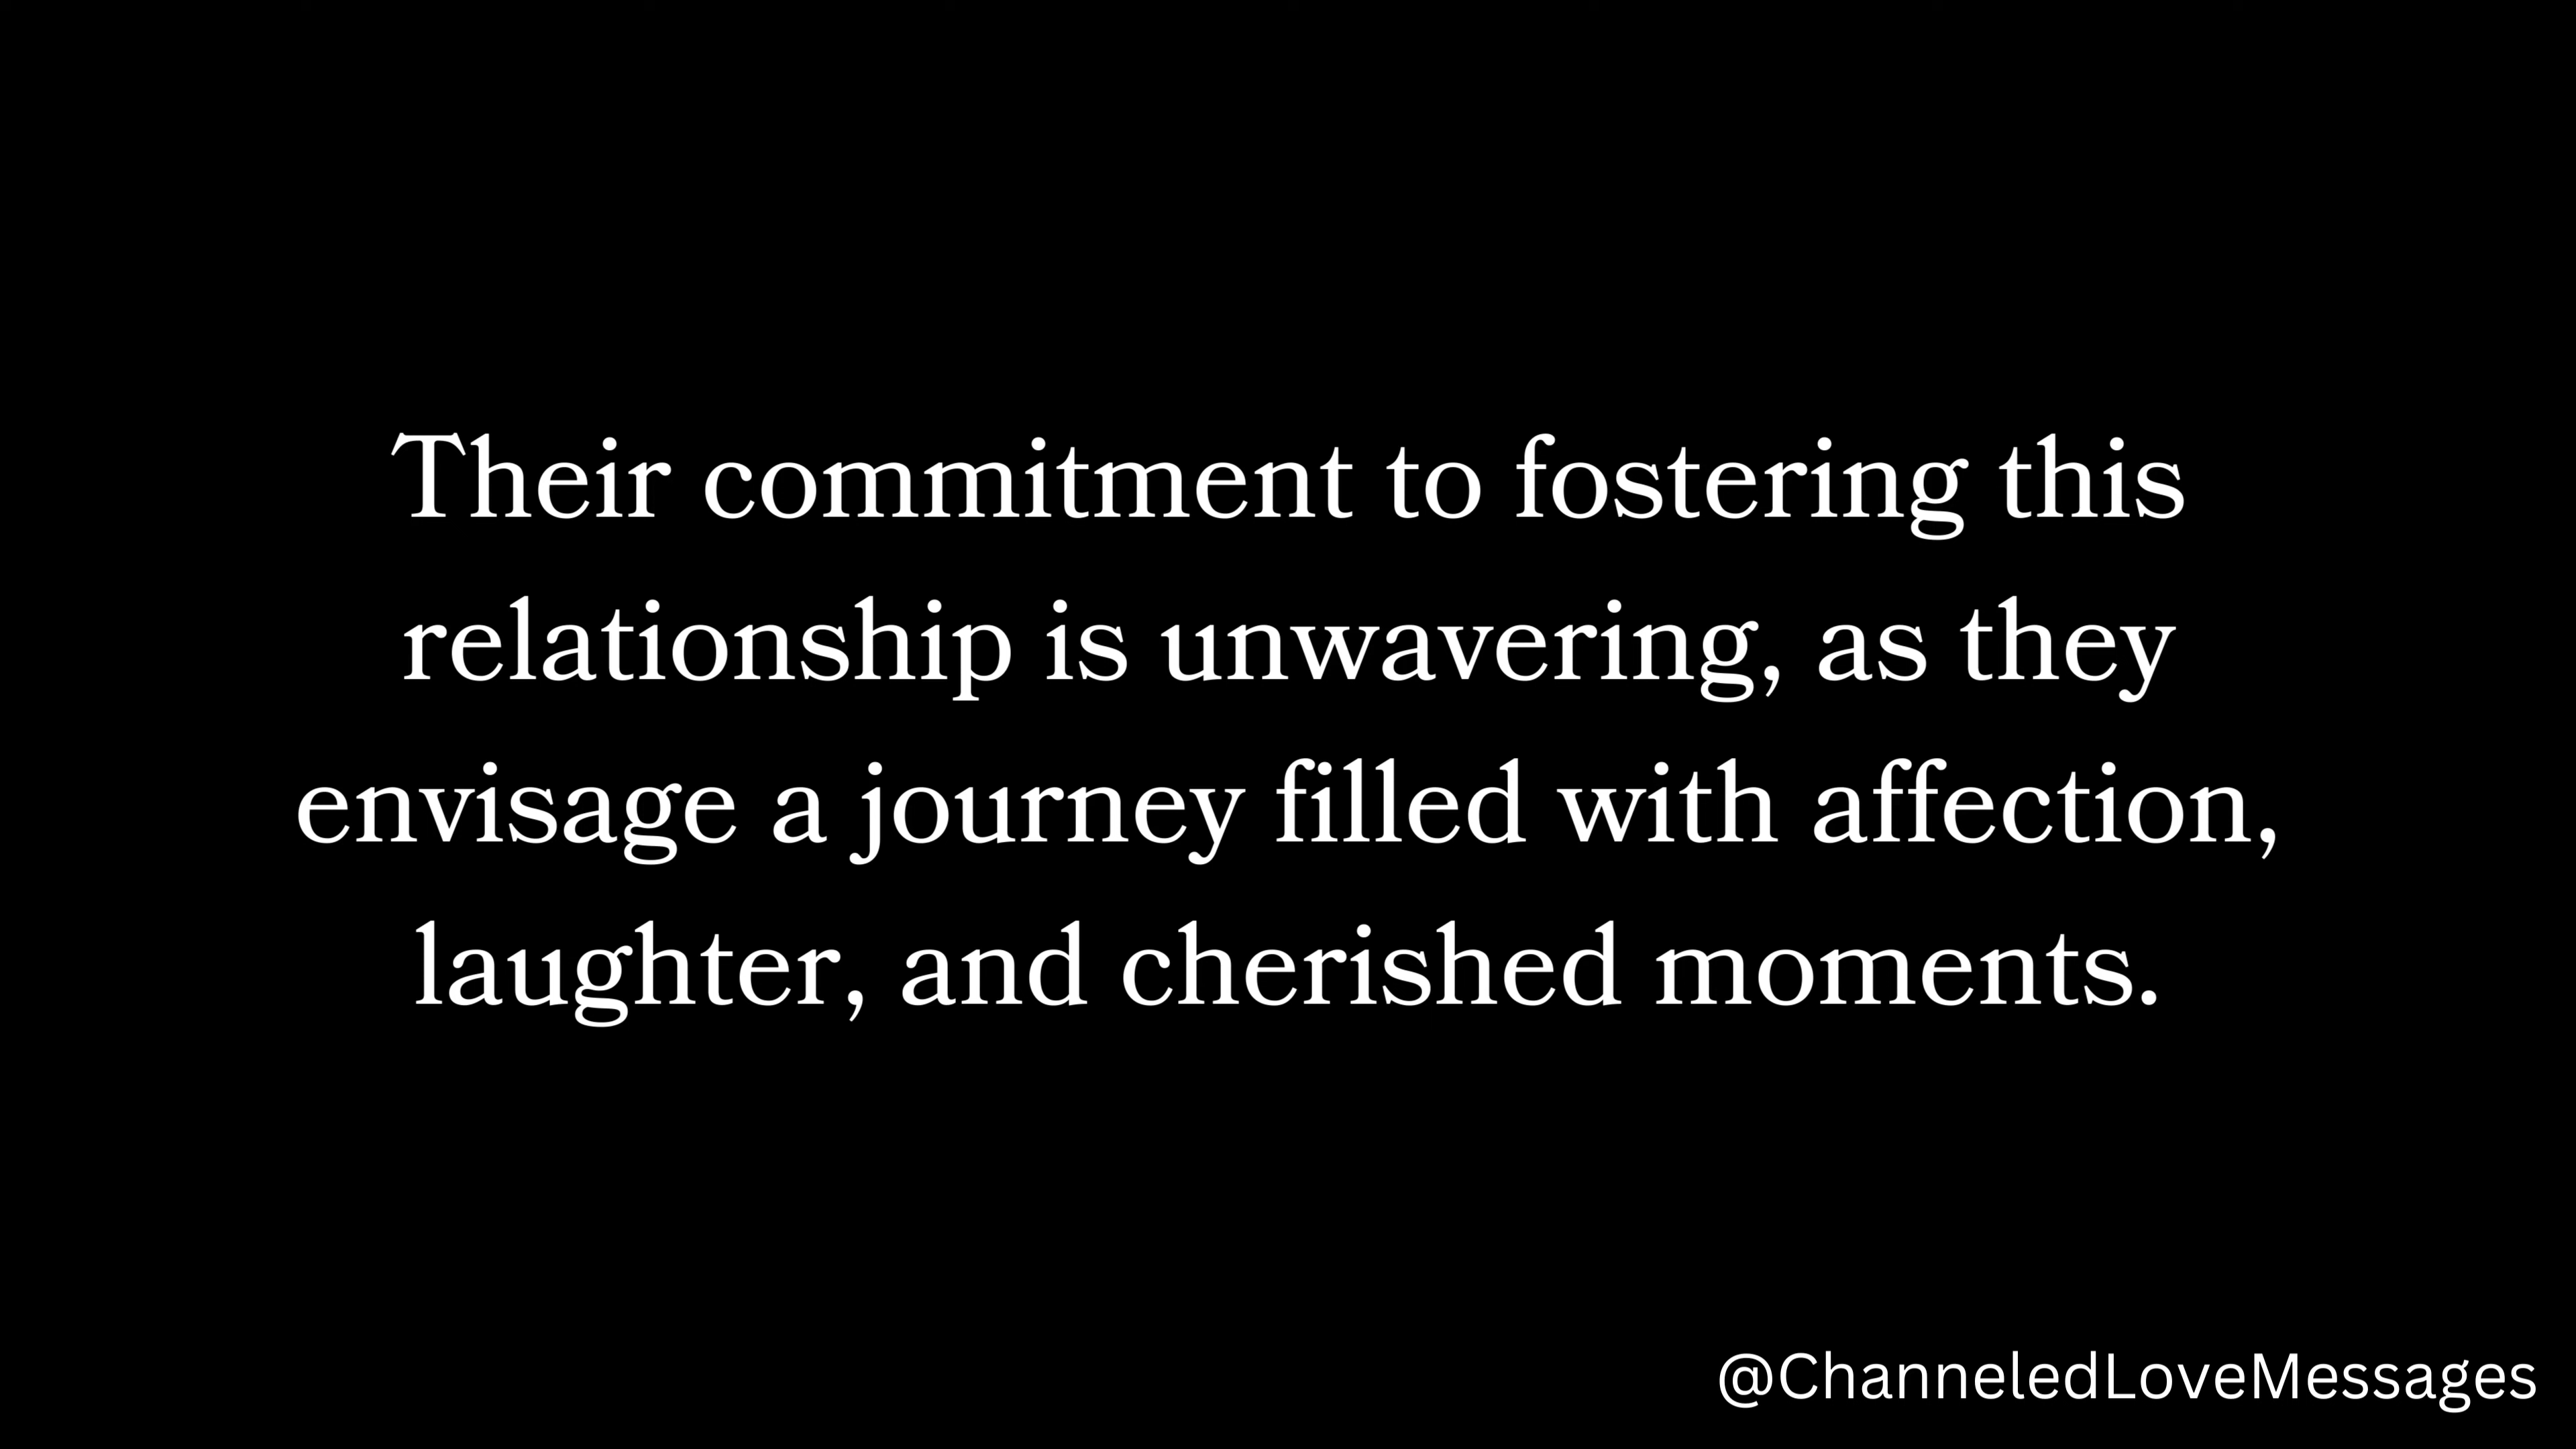 Their commitment to fostering this
relationship is unwavering, as they
envisage a journey filled with affection,
laughter, and cherished moments.
@ChanneledLoveMessages